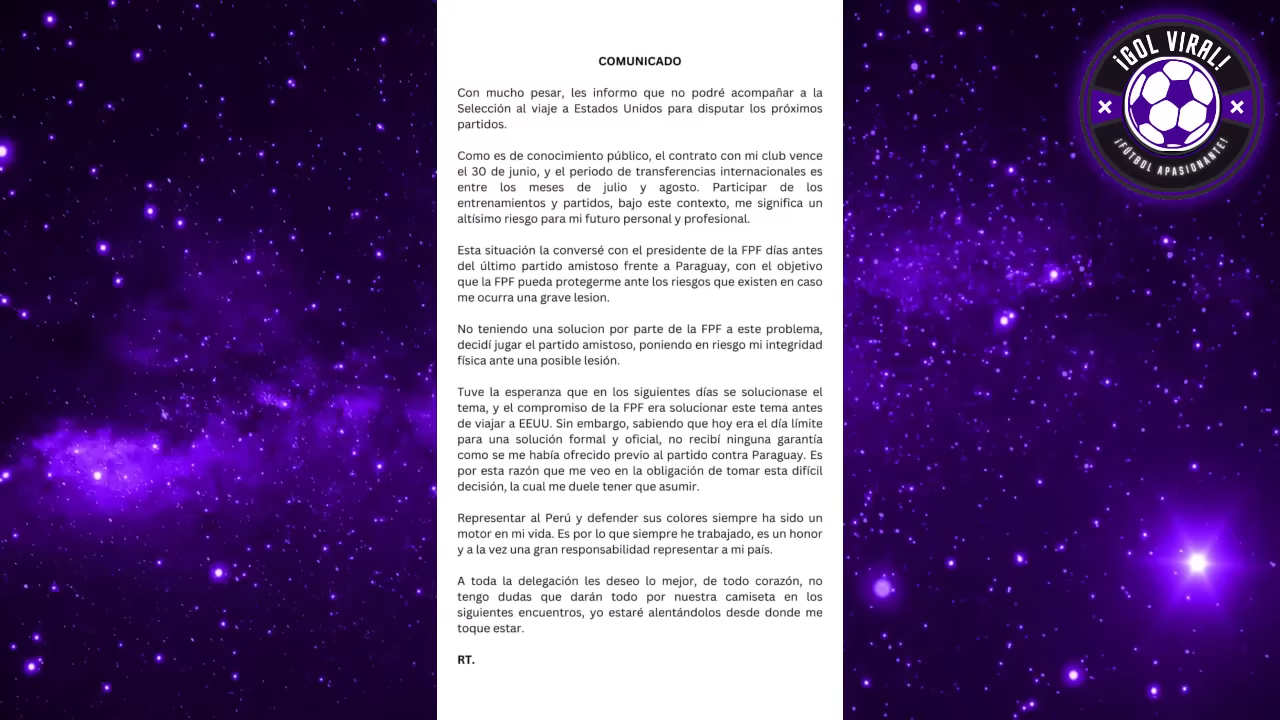 COMUNICADO
Con mucho pesar, les informo que no podré acompañar a la
Selección al viaje a Estados Unidos para disputar los próximos
partidos.
Como es de conocimiento público, el contrato con mi club vence
el 30 de junio, y el periodo de transferencias internacionales es
entre los meses de julio y agosto. Participar de los
entrenamientos y partidos, bajo este contexto, me significa un
altísimo riesgo para mi futuro personal y profesional.
Esta situación la conversé con el presidente de la FPF días antes
del último partido amistoso frente a Paraguay, con el objetivo
que la FPF pueda protegerme ante los riesgos que existen en caso
me ocurra una grave lesion.
No teniendo una solucion por parte de la FPF a este problema,
decidí jugar el partido amistoso, poniendo en riesgo mi integridad
física ante una posible lesión.
Tuve la esperanza que en los siguientes días se solucionase el
tema, y el compromiso de la FPF era solucionar este tema antes
de viajar a EEUU. Sin embargo, sabiendo que hoy era el día límite
para una solución formal y oficial, no recibí ninguna garantía
como se me había ofrecido previo al partido contra Paraguay. Es
por esta razón que me veo en la obligación de tomar esta difícil
decisión, la cual me duele tener que asumir.
Representar al Perú y defender sus colores siempre ha sido un
motor en mi vida. Es por lo que siempre he trabajado, es un honor
y a la vez una gran responsabilidad representar a mi país.
A toda la delegación les deseo lo mejor, de todo corazón, no
tengo dudas que darán todo por nuestra camiseta en los
siguientes encuentros, yo estaré alentándolos desde donde me
toque estar.
RT.
¡GOL VIRAL!
¡FÚTBOL APASIONANTE!